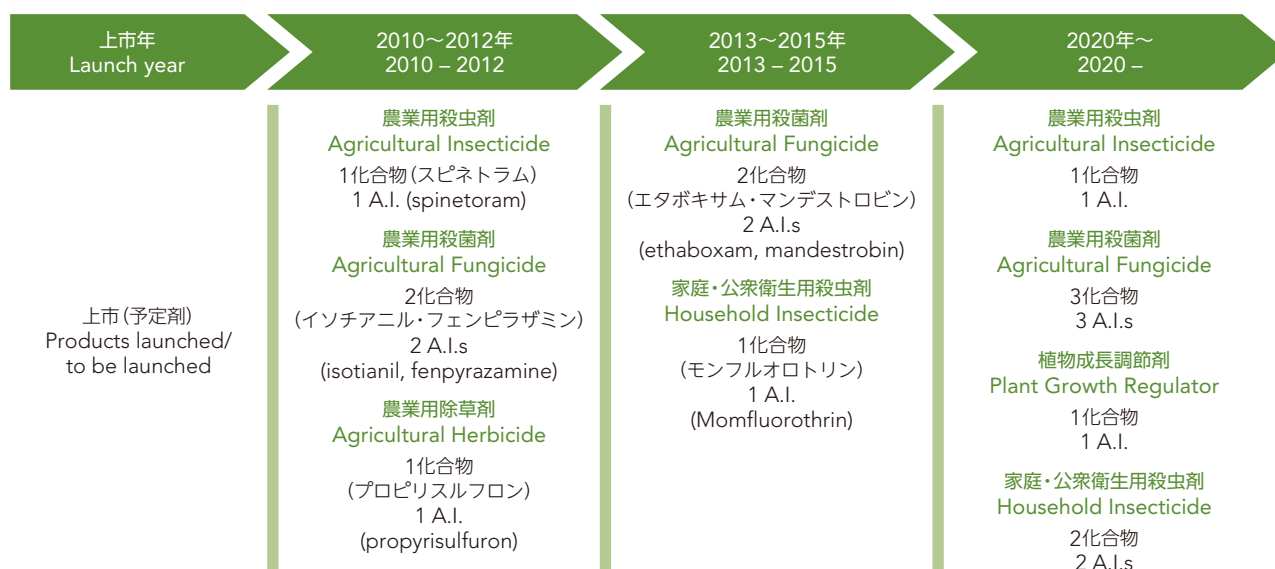 上市年
Launch year
2010〜2012年
2010 – 2012
2013〜2015年
2013 – 2015
2020年〜
2020 –
上市(予定剤)
Products launched/
to be launched
農業用殺虫剤
Agricultural Insecticide
1化合物(スピネトラム)
1 A.I. (spinetoram)
農業用殺菌剤
Agricultural Fungicide
2化合物
(イソチアニル・フェンピラザミン)
2 A.I.s
(isotianil, fenpyrazamine)
農業用除草剤
Agricultural Herbicide
1化合物
(プロピリスルフロン)
1 A.I.
(propyrisulfuron)
農業用殺菌剤
Agricultural Fungicide
2化合物
(エタボキサム・マンデストロビン)
2 A.I.s
(ethaboxam, mandestrobin)
家庭・公衆衛生用殺虫剤
Household Insecticide
1化合物
(モンフルオロトリン)
1 A.I.
(Momfluorothrin)
農業用殺虫剤
Agricultural Insecticide
1化合物
1 A.I.
農業用殺菌剤
Agricultural Fungicide
3化合物
3 A.I.s
植物成長調節剤
Plant Growth Regulator
1化合物
1 A.I.
家庭・公衆衛生用殺虫剤
Household Insecticide
2化合物
2 A.I.s